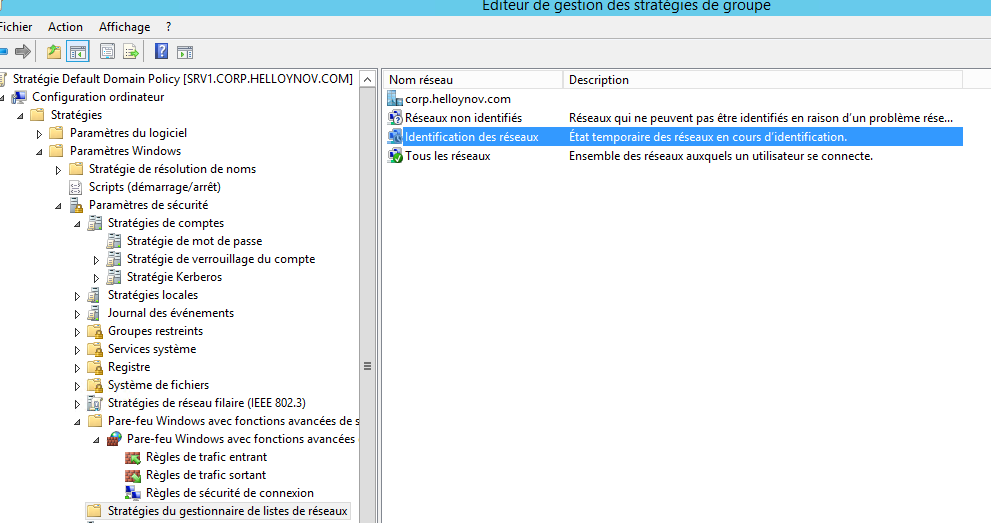 Editeur de gestion des stratégies de groupe
Fichier Action Affichage ?
Stratégie Default Domain Policy [SRV1.CORP.HELLOYNOV.COM]
Configuration ordinateur
Stratégies
Paramètres du logiciel
Paramètres Windows
Stratégie de résolution de noms
Scripts (démarrage/arrêt)
Paramètres de sécurité
Stratégies de comptes
Stratégie de mot de passe
Stratégie de verrouillage du compte
Stratégie Kerberos
Stratégies locales
Journal des événements
Groupes restreints
Services système
Registre
Système de fichiers
Stratégies de réseau filaire (IEEE 802.3)
Pare-feu Windows avec fonctions avancées de s
Pare-feu Windows avec fonctions avancées
Règles de trafic entrant
Règles de trafic sortant
Règles de sécurité de connexion
Stratégies du gestionnaire de listes de réseaux
Nom réseau Description
corp.helloynov.com
Réseaux non identifiés Réseaux qui ne peuvent pas être identifiés en raison d'un problème rése...
Identification des réseaux État temporaire des réseaux en cours d'identification.
Tous les réseaux Ensemble des réseaux auxquels un utilisateur se connecte.